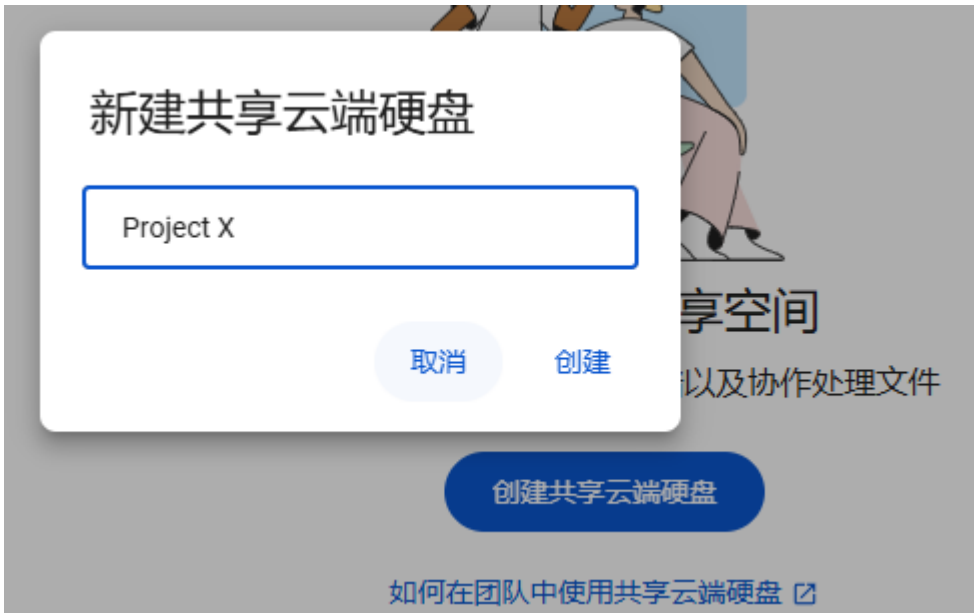 新建共享云端硬盘
Project X
取消
创建
享空间
以及协作处理文件
创建共享云端硬盘
如何在团队中使用共享云端硬盘